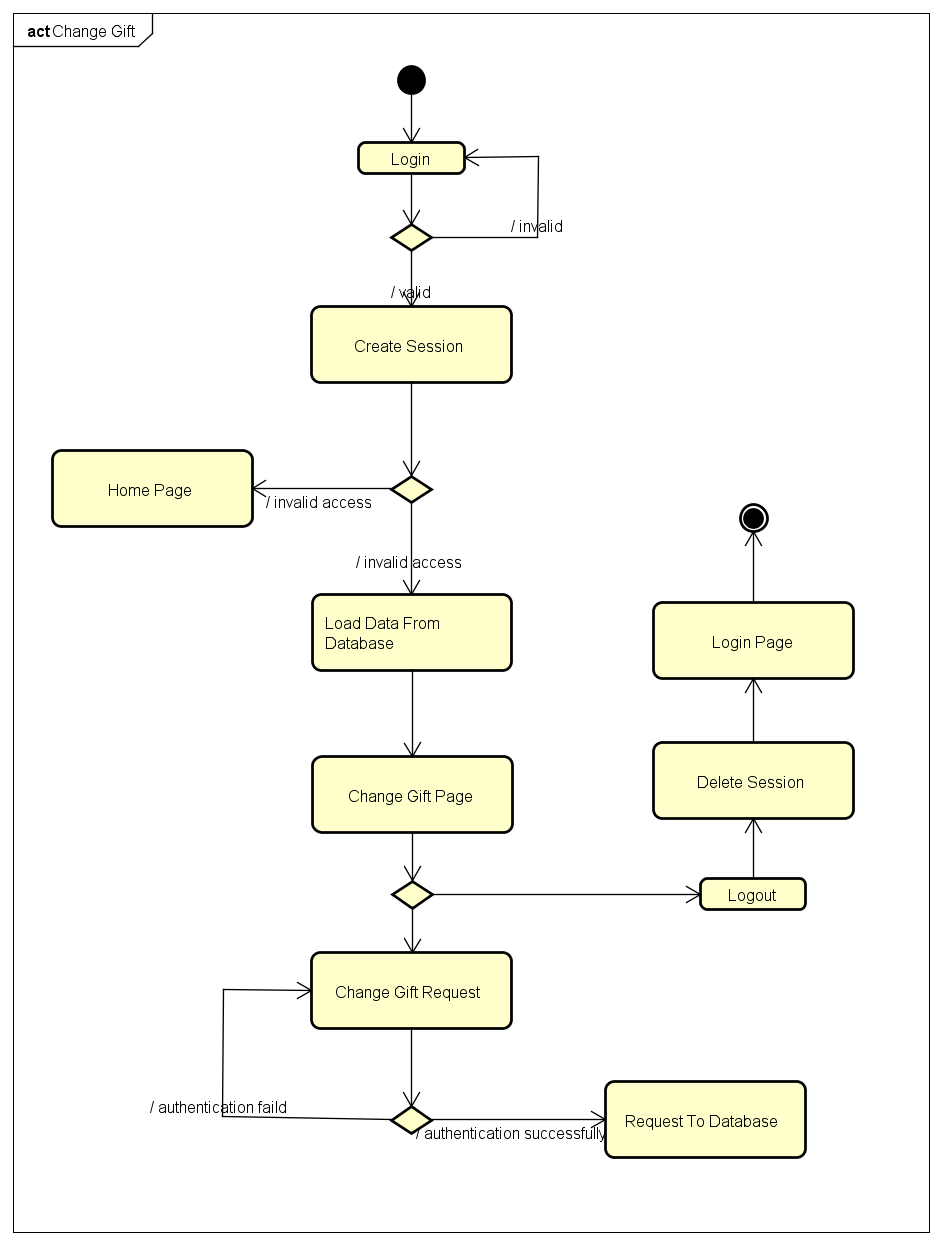 act Change Gift
Login
/ invalid
/ valid
Create Session
Home Page
/ invalid access
/ invalid access
Load Data From
Database
Login Page
Change Gift Page
Delete Session
Logout
Change Gift Request
/ authentication faild
/ authentication successfully
Request To Database